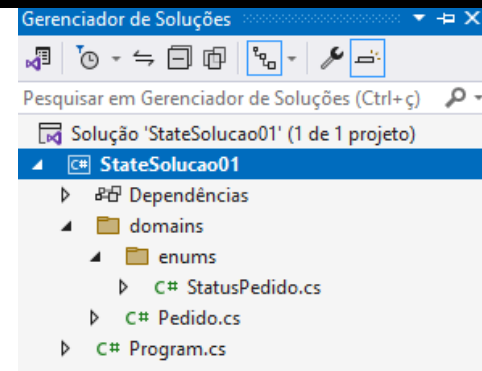 Gerenciador de Soluções
Pesquisar em Gerenciador de Soluções (Ctrl+ç)
Solução 'StateSolucao01' (1 de 1 projeto)
C# StateSolucao01
Dependências
domains
enums
C# StatusPedido.cs
C# Pedido.cs
C# Program.cs